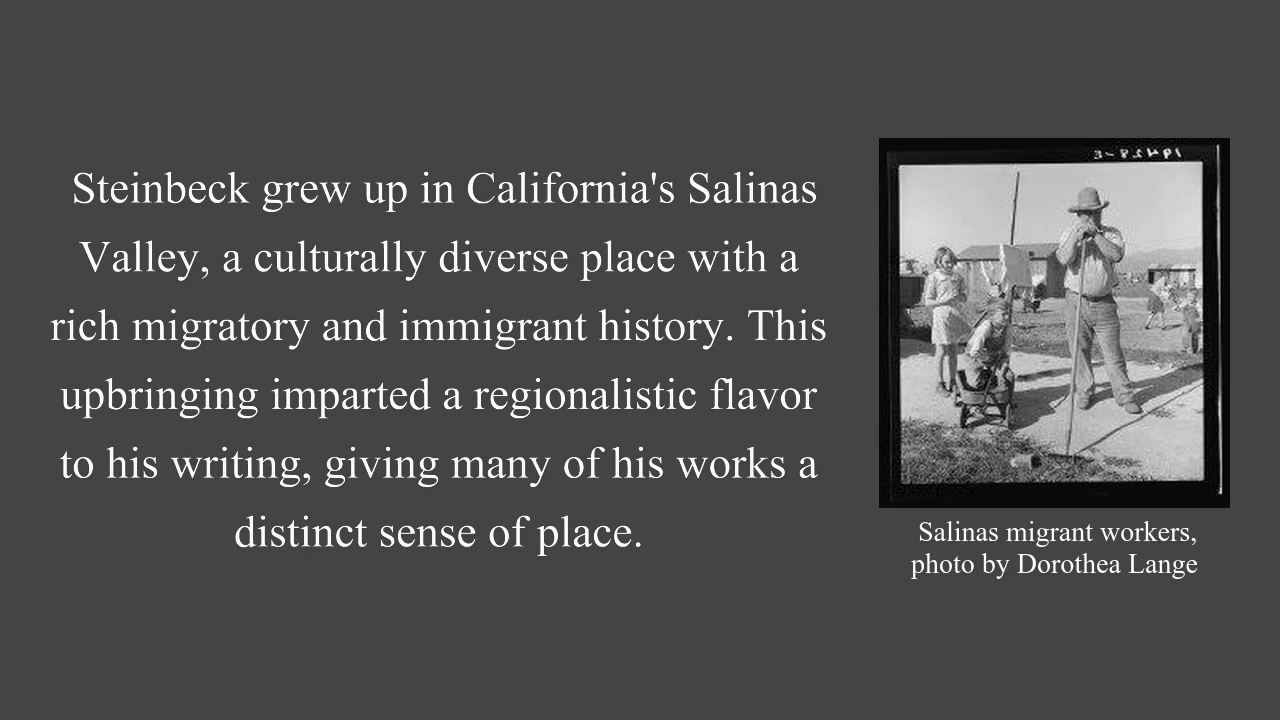 Steinbeck grew up in California's Salinas
Valley, a culturally diverse place with a
rich migratory and immigrant history. This
upbringing imparted a regionalistic flavor
to his writing, giving many of his works a
distinct sense of place.
Salinas migrant workers,
photo by Dorothea Lange